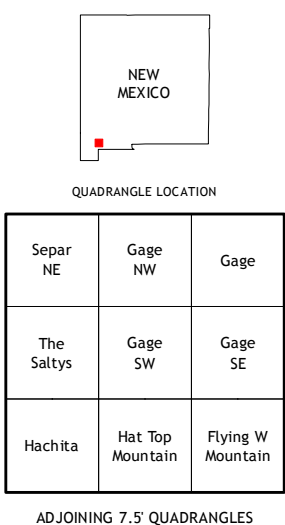 NEW
MEXICO
QUADRANGLE LOCATION
Separ
NE
Gage
NW
Gage
The
Saltys
Gage
SW
Gage
SE
Hachita
Hat Top
Mountain
Flying W
Mountain
ADJOINING 7.5' QUADRANGLES